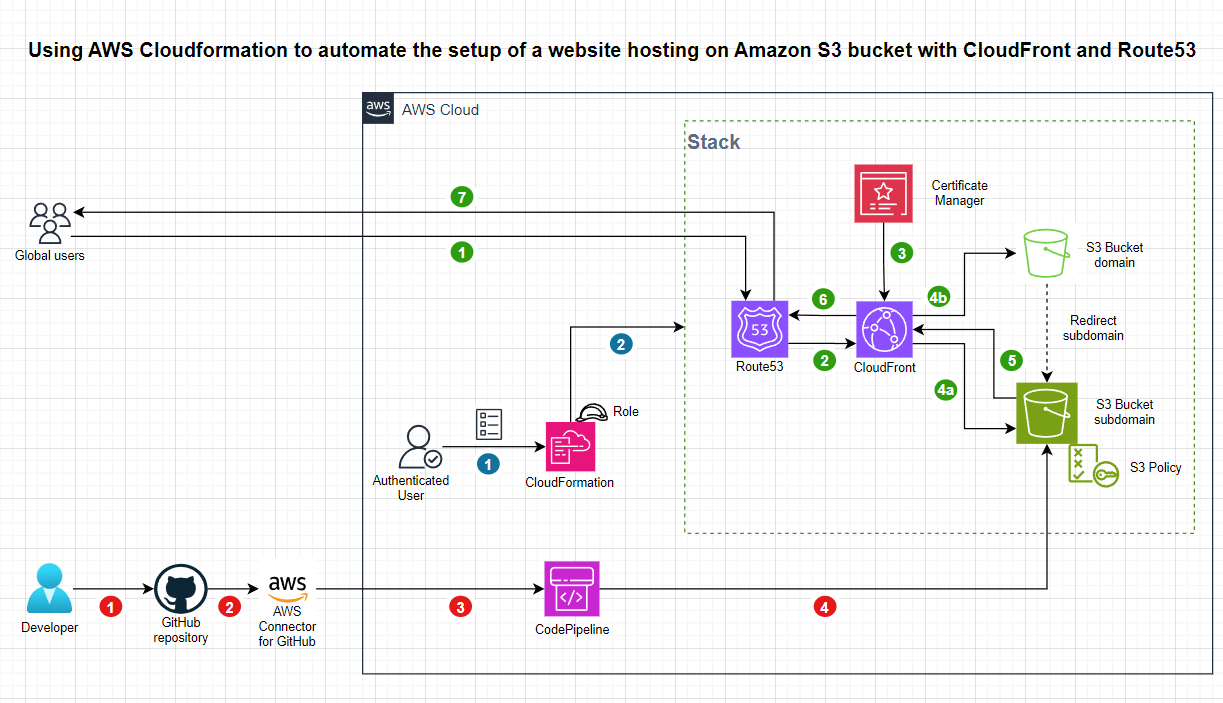 Using AWS Cloudformation to automate the setup of a website hosting on Amazon S3 bucket with CloudFront and Route53
aws
AWS Cloud
Stack
Certificate
Manager
7
Global users
1
3
S3 Bucket
domain
6
4b
53
Redirect
subdomain
2
2
5
Route53
CloudFront
4a
Role
S3 Bucket
subdomain
1
S3 Policy
Authenticated
User
CloudFormation
aws
Developer
1
GitHub
repository
2
AWS
Connector
for GitHub
3
</>
CodePipeline
4